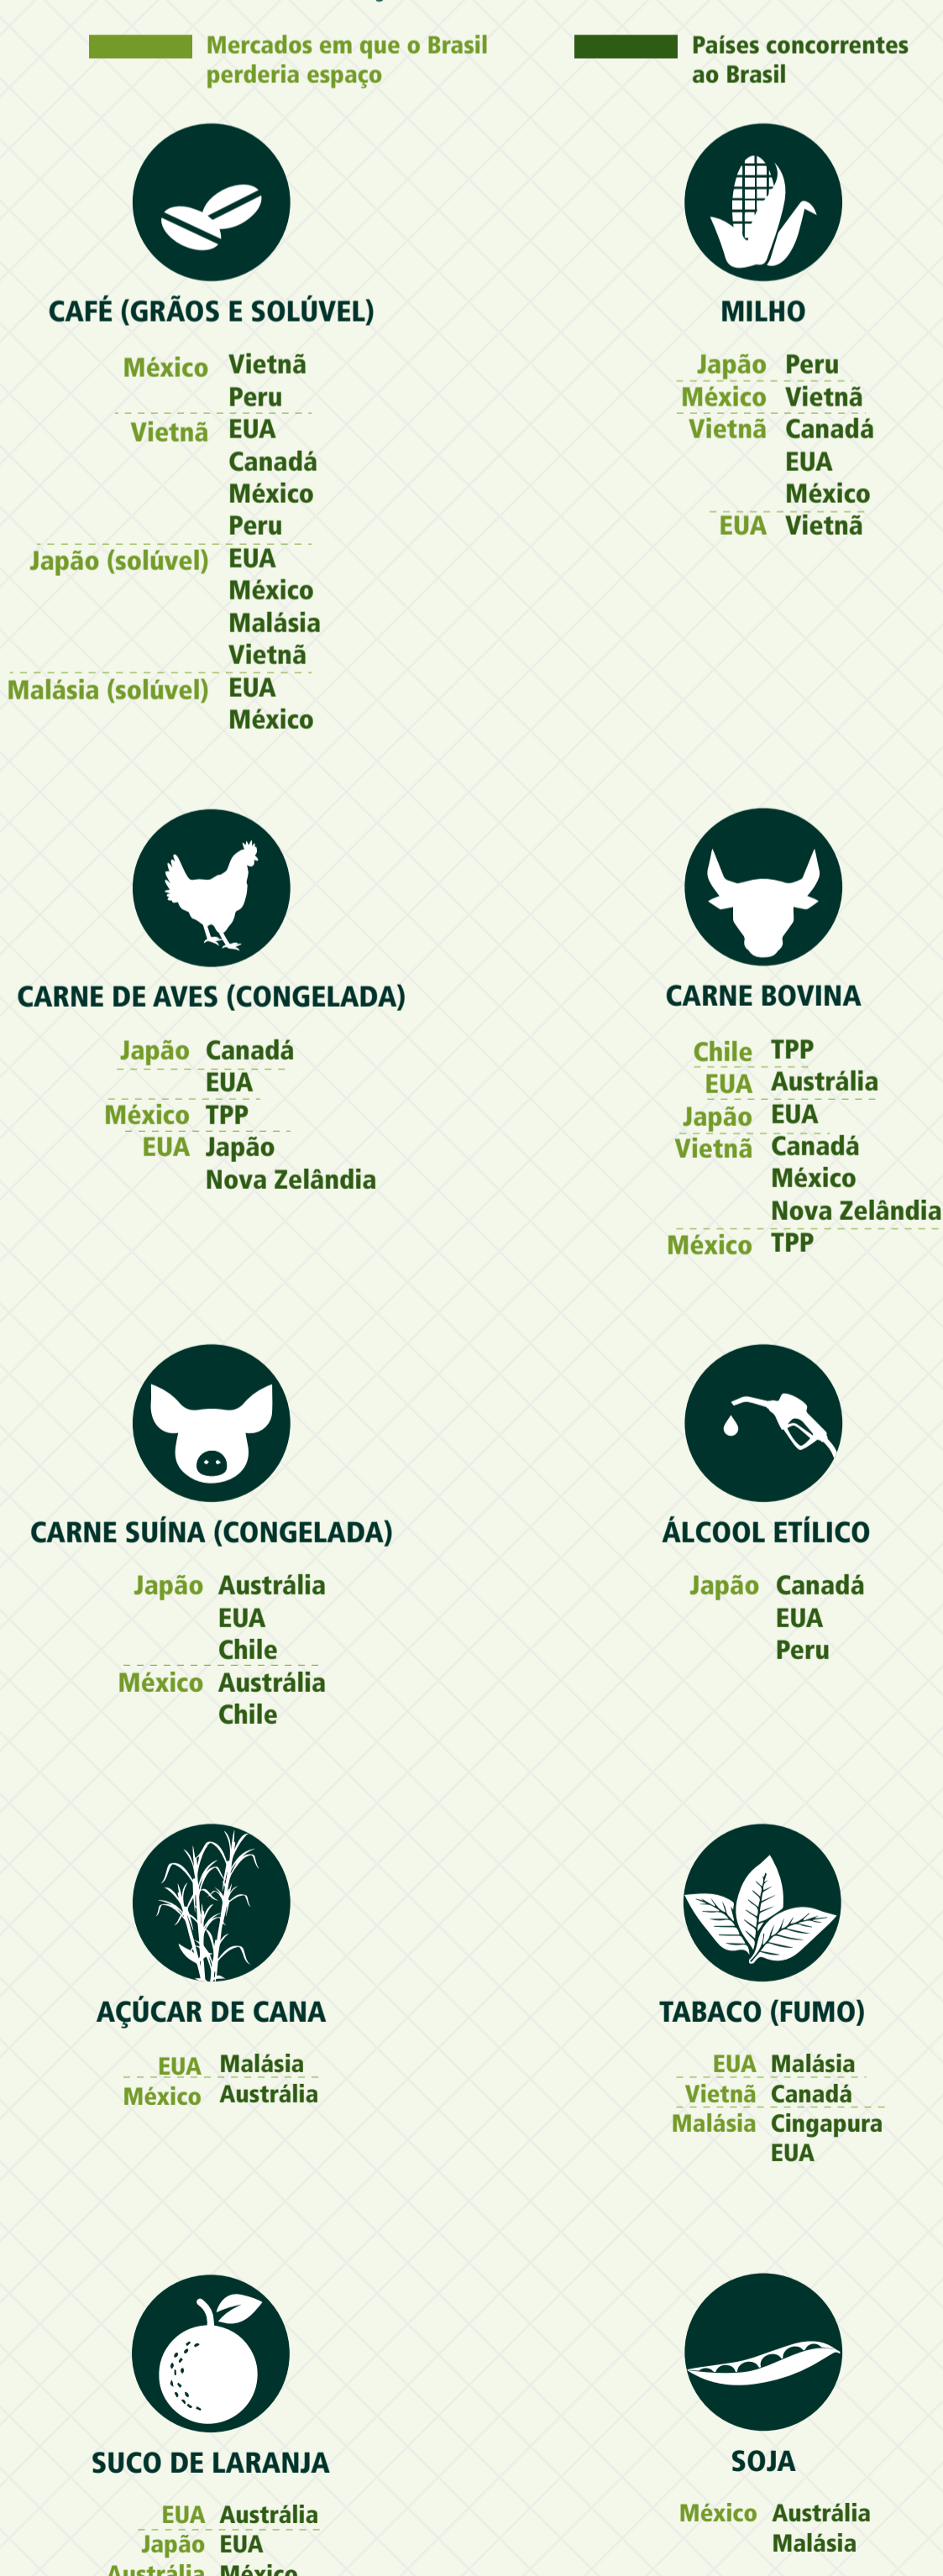 Mercados em que o Brasil
perderia espaço
Países concorrentes
ao Brasil
CAFÉ (GRÃOS E SOLÚVEL)
México Vietnã
Peru
Vietnã EUA
Canadá
México
Peru
Japão (solúvel) EUA
México
Malásia
Vietnã
Malásia (solúvel) EUA
México
MILHO
Japão Peru
México Vietnã
Vietnã Canadá
EUA
México
EUA Vietnã
CARNE DE AVES (CONGELADA)
Japão Canadá
EUA
México TPP
EUA Japão
Nova Zelândia
CARNE BOVINA
Chile TPP
EUA Austrália
Japão EUA
Vietnã Canadá
México
Nova Zelândia
México TPP
CARNE SUÍNA (CONGELADA)
Japão Austrália
EUA
Chile
México Austrália
Chile
ÁLCOOL ETÍLICO
Japão Canadá
EUA
Peru
AÇÚCAR DE CANA
EUA Malásia
México Austrália
TABACO (FUMO)
EUA Malásia
Vietnã Canadá
Malásia Cingapura
EUA
SUCO DE LARANJA
EUA Austrália
Japão EUA
Austrália México
SOJA
México Austrália
Malásia